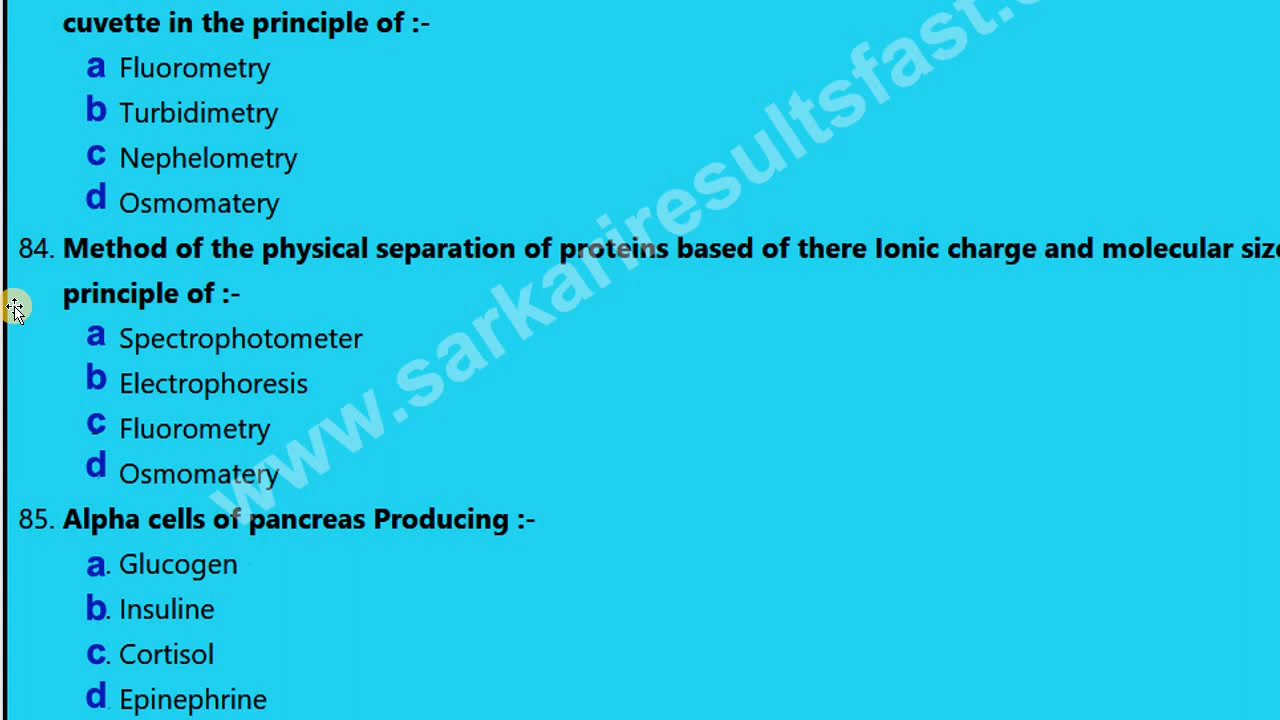 cuvette in the principle of :-
a Fluorometry
b Turbidimetry
c Nephelometry
d Osmomatery
84. Method of the physical separation of proteins based of there Ionic charge and molecular size
principle of :-
a Spectrophotometer
b Electrophoresis
c Fluorometry
d Osmomatery
85. Alpha cells of pancreas Producing :-
a. Glucogen
b. Insuline
c. Cortisol
d. Epinephrine
www.sarkariresultsfast.